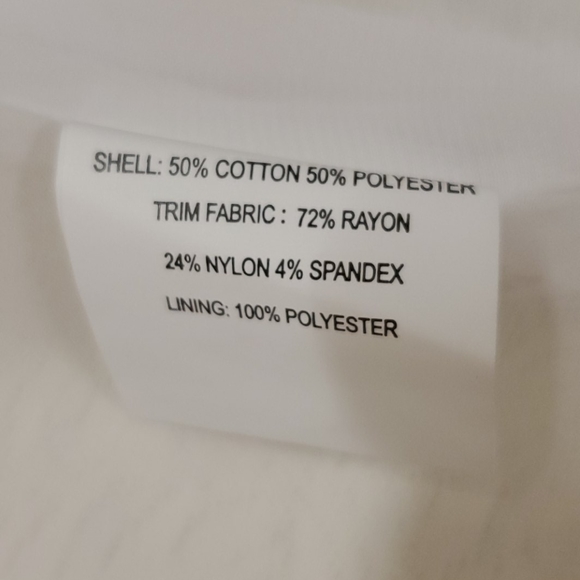 SHELL: 50% COTTON 50% POLYESTER
TRIM FABRIC: 72% RAYON
24% NYLON 4% SPANDEX
LINING: 100% POLYESTER